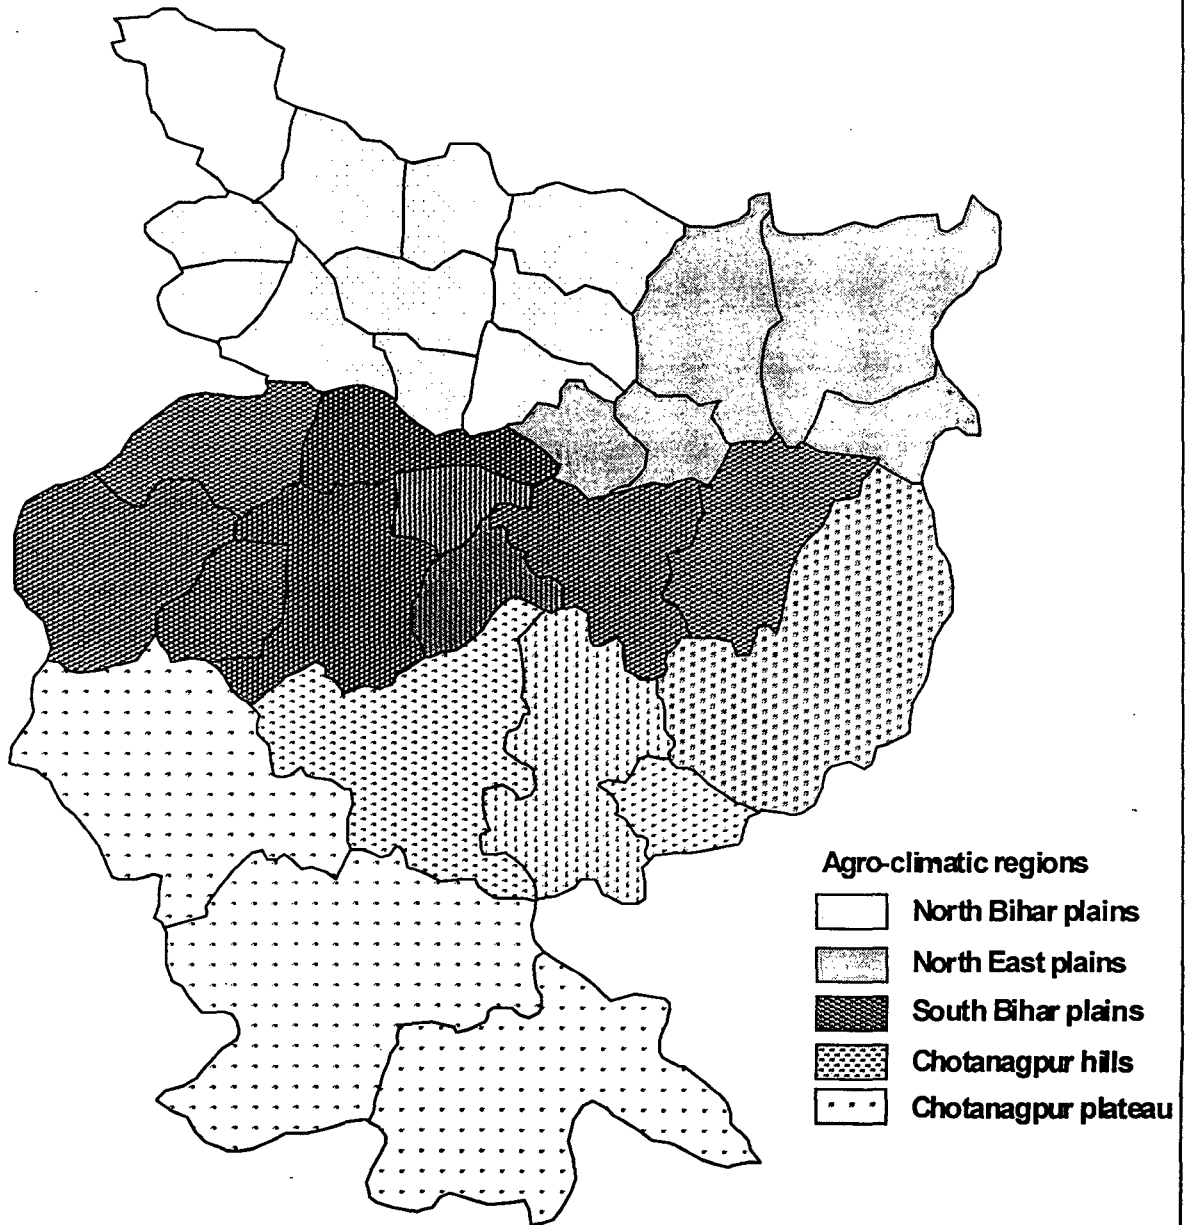 Agro-climatic regions
North Bihar plains
North East plains
South Bihar plains
Chotanagpur hills
Chotanagpur plateau